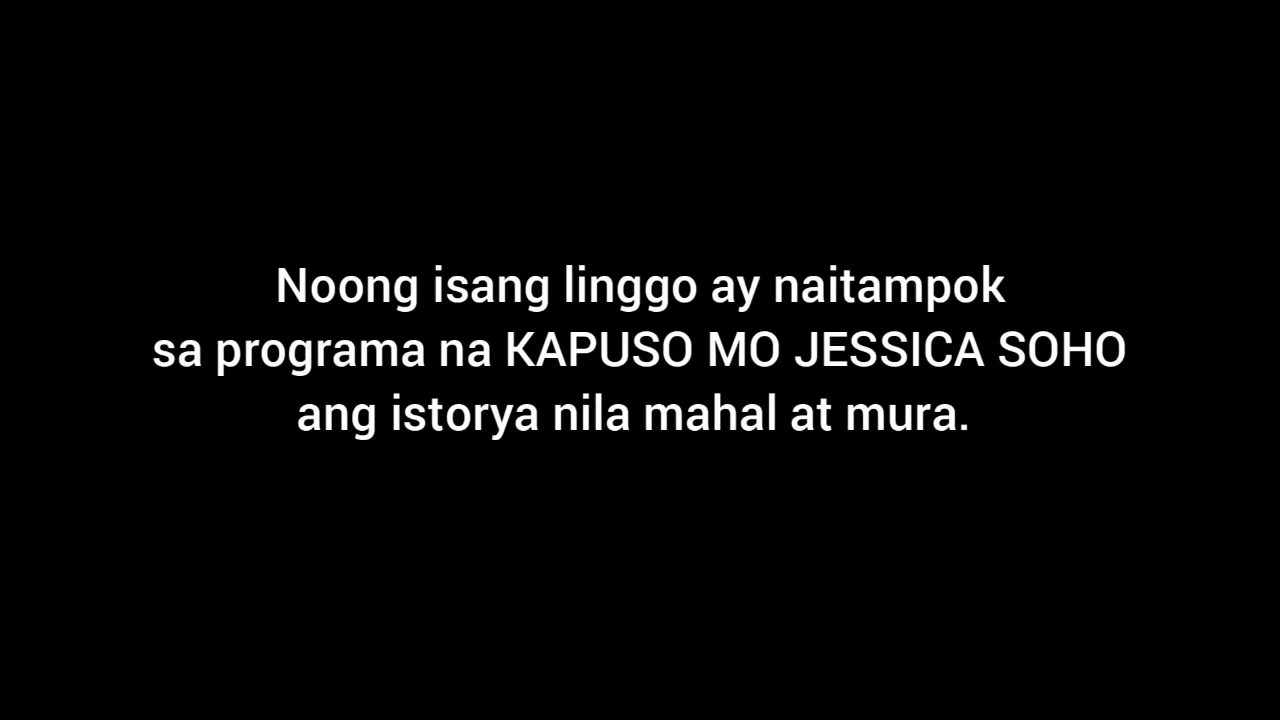 Noong isang linggo ay naitampok
sa programa na KAPUSO MO JESSICA SOHO
ang istorya nila mahal at mura.